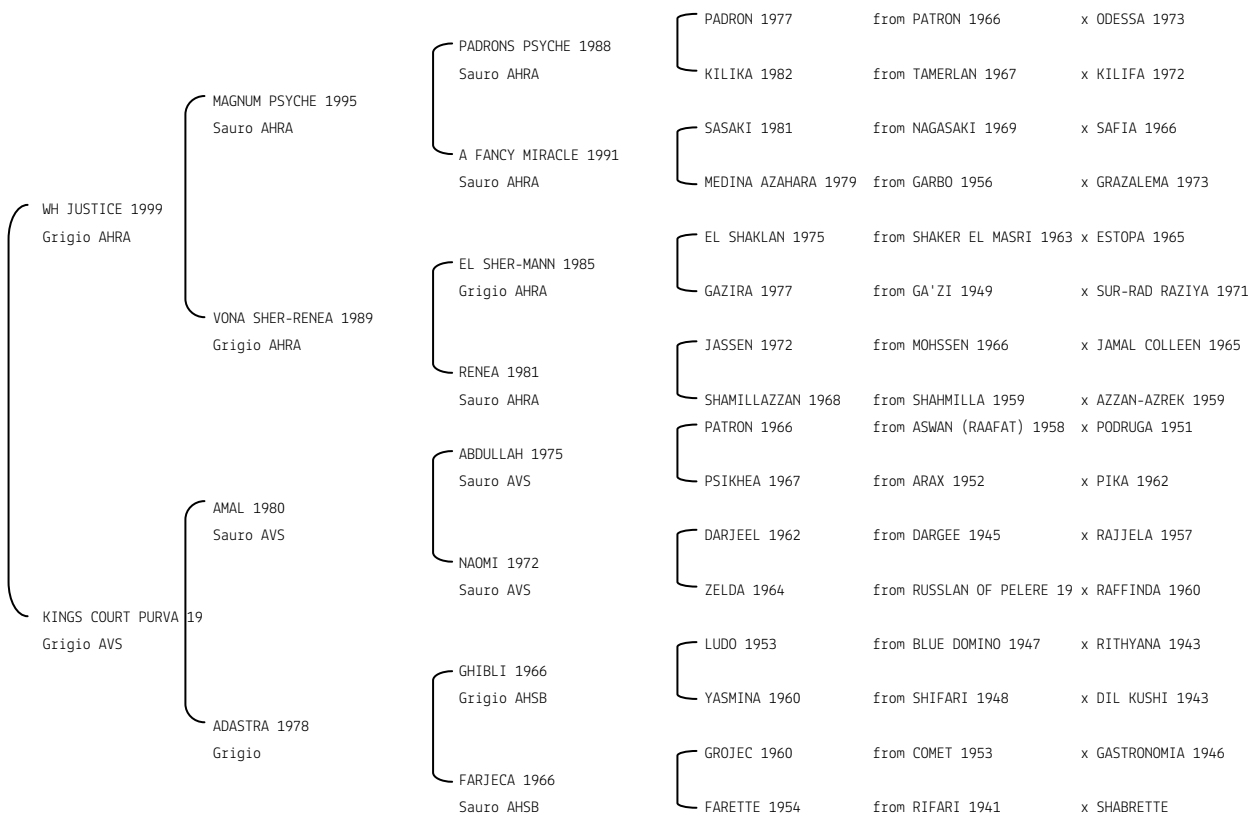 PADRON 1977 from PATRON 1966 x ODESSA 1973
PADRONS PSYCHE 1988
Sauro AHRA KILIKA 1982 from TAMERLAN 1967 x KILIFA 1972
MAGNUM PSYCHE 1995
Sauro AHRA SASAKI 1981 from NAGASAKI 1969 x SAFIA 1966
A FANCY MIRACLE 1991
Sauro AHRA MEDINA AZAHARA 1979 from GARBO 1956 x GRAZALEMA 1973
WH JUSTICE 1999
Grigio AHRA EL SHAKLAN 1975 from SHAKER EL MASRI 1963 x ESTOPA 1965
EL SHER-MANN 1985
Grigio AHRA GAZIRA 1977 from GA'ZI 1949 x SUR-RAD RAZIYA 1971
VONA SHER-RENEA 1989
Grigio AHRA JASSEN 1972 from MOHSSEN 1966 x JAMAL COLLEEN 1965
RENEA 1981
Sauro AHRA SHAMILLAZZAN 1968 from SHAHMILLA 1959 x AZZAN-AZREK 1959
PATRON 1966 from ASWAN (RAAFAT) 1958 x PODRUGA 1951
ABDULLAH 1975
Sauro AVS PSIKHEA 1967 from ARAX 1952 x PIKA 1962
AMAL 1980
Sauro AVS DARJEEL 1962 from DARGEE 1945 x RAJJELA 1957
NAOMI 1972
Sauro AVS ZELDA 1964 from RUSSLAN OF PELERE 19 x RAFFINDA 1960
KINGS COURT PURVA 19
Grigio AVS LUDO 1953 from BLUE DOMINO 1947 x RITHYANA 1943
GHIBLI 1966
Grigio AHSB YASMINA 1960 from SHIFARI 1948 x DIL KUSHI 1943
ADASTRA 1978
Grigio GROJEC 1960 from COMET 1953 x GASTRONOMIA 1946
FARJECA 1966
Sauro AHSB FARETTE 1954 from RIFARI 1941 x SHABRETTE